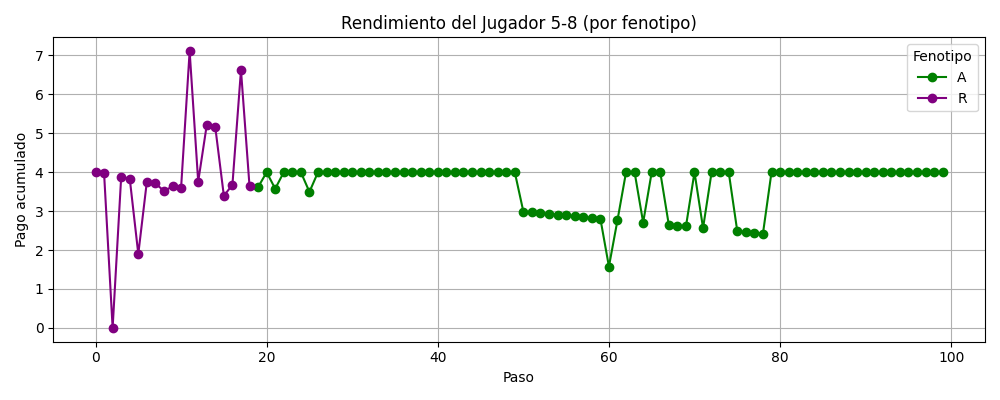 Rendimiento del Jugador 5-8 (por fenotipo)
Fenotipo
A
R
Pago acumulado
7
6
5
4
3
2
1
0
0 20 40 60 80 100
Paso